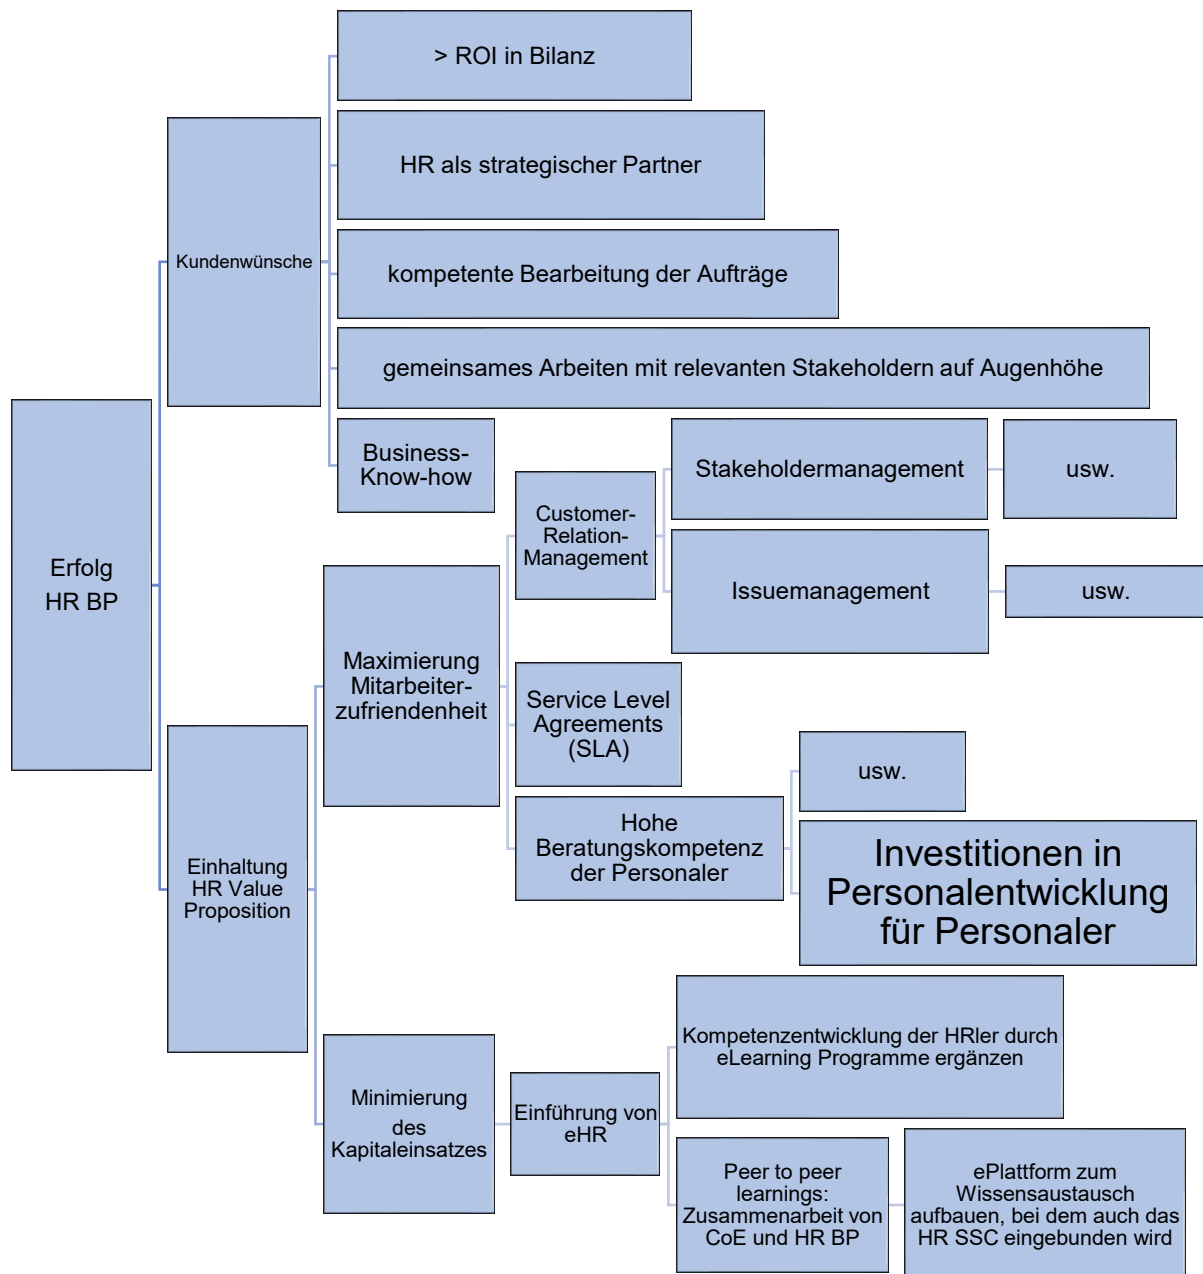 > ROI in Bilanz
HR als strategischer Partner
Kundenwünsche
kompetente Bearbeitung der Aufträge
gemeinsames Arbeiten mit relevanten Stakeholdern auf Augenhöhe
Business-
Know-how
Erfolg
HR BP
Customer-
Relation-
Management
Stakeholdermanagement
usw.
Issuemanagement
usw.
Maximierung
Mitarbeiter-
zufriendenheit
Service Level
Agreements
(SLA)
Hohe
Beratungskompetenz
der Personaler
usw.
Investitionen in
Personalentwicklung
für Personaler
Einhaltung
HR Value
Proposition
Minimierung
des
Kapitaleinsatzes
Einführung von
eHR
Kompetenzentwicklung der HRler durch
eLearning Programme ergänzen
Peer to peer
learnings:
Zusammenarbeit von
CoE und HR BP
ePlattform zum
Wissensaustausch
aufbauen, bei dem auch das
HR SSC eingebunden wird